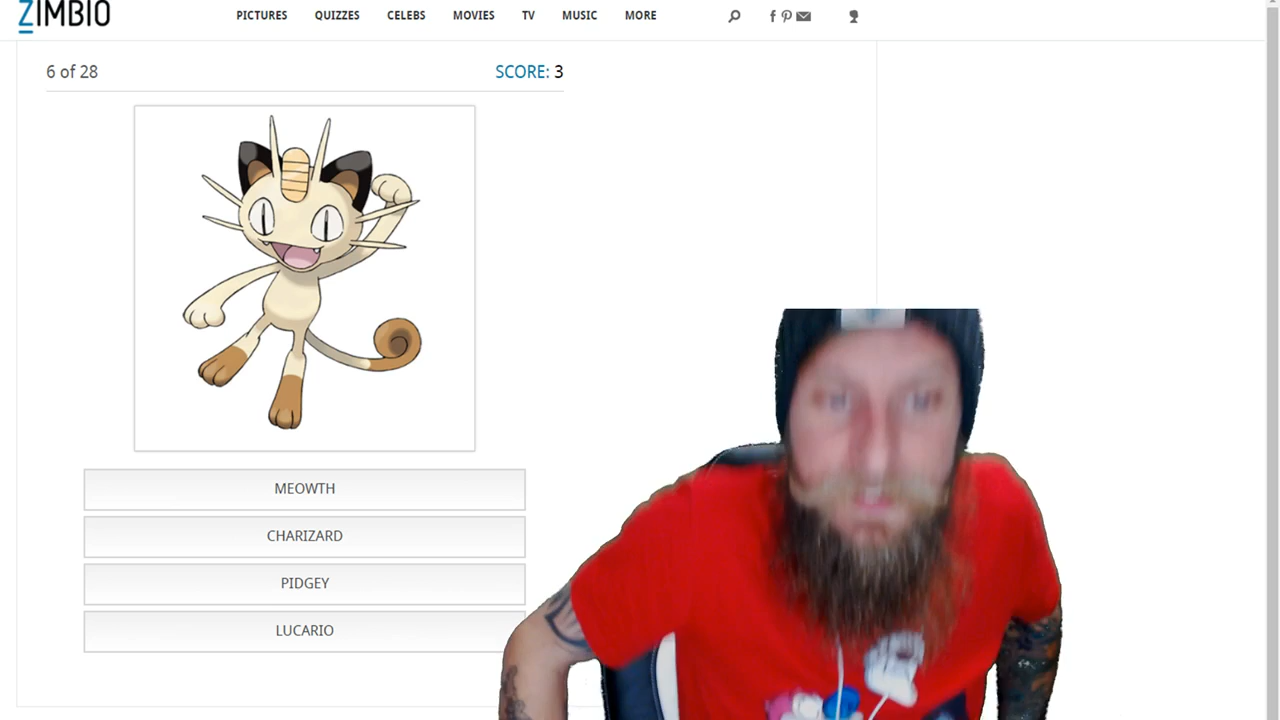 ZIMBIO
PICTURES QUIZZES CELEBS MOVIES TV MUSIC MORE
6 of 28
SCORE: 3
MEOWTH
CHARIZARD
PIDGEY
LUCARIO